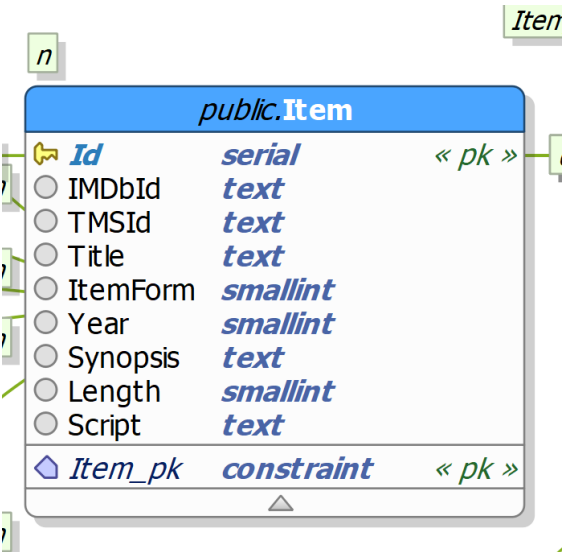 Item
n
public.Item
Id serial « pk »
IMDbId text
TMSId text
Title text
ItemForm smallint
Year smallint
Synopsis text
Length smallint
Script text
Item_pk constraint « pk »